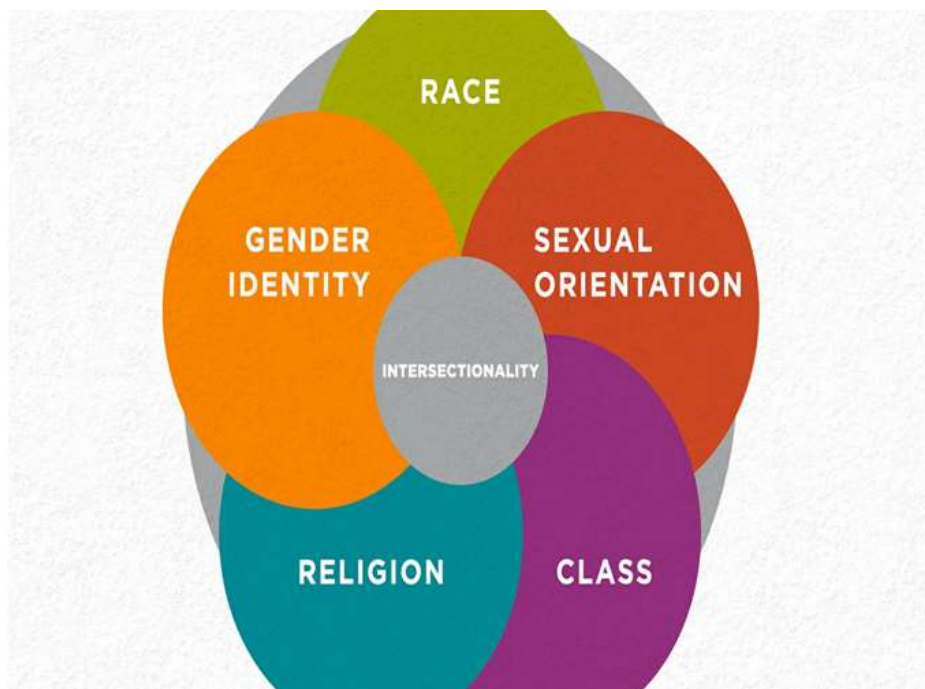 RACE
GENDER
IDENTITY
SEXUAL
ORIENTATION
INTERSECTIONALITY
RELIGION
CLASS